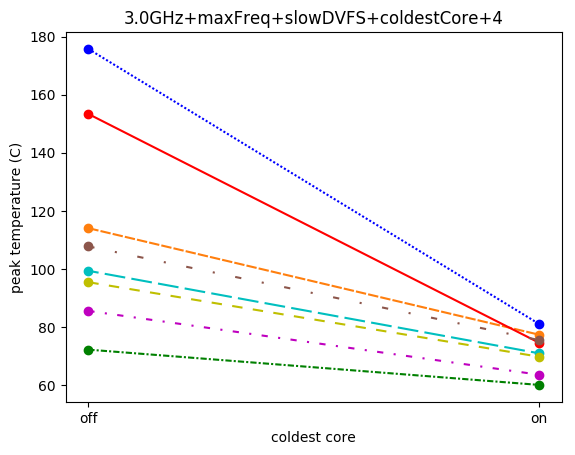 3.0GHz+maxFreq+slowDVFS+coldestCore+4
peak temperature (C)
180
160
140
120
100
80
60
off
on
coldest core